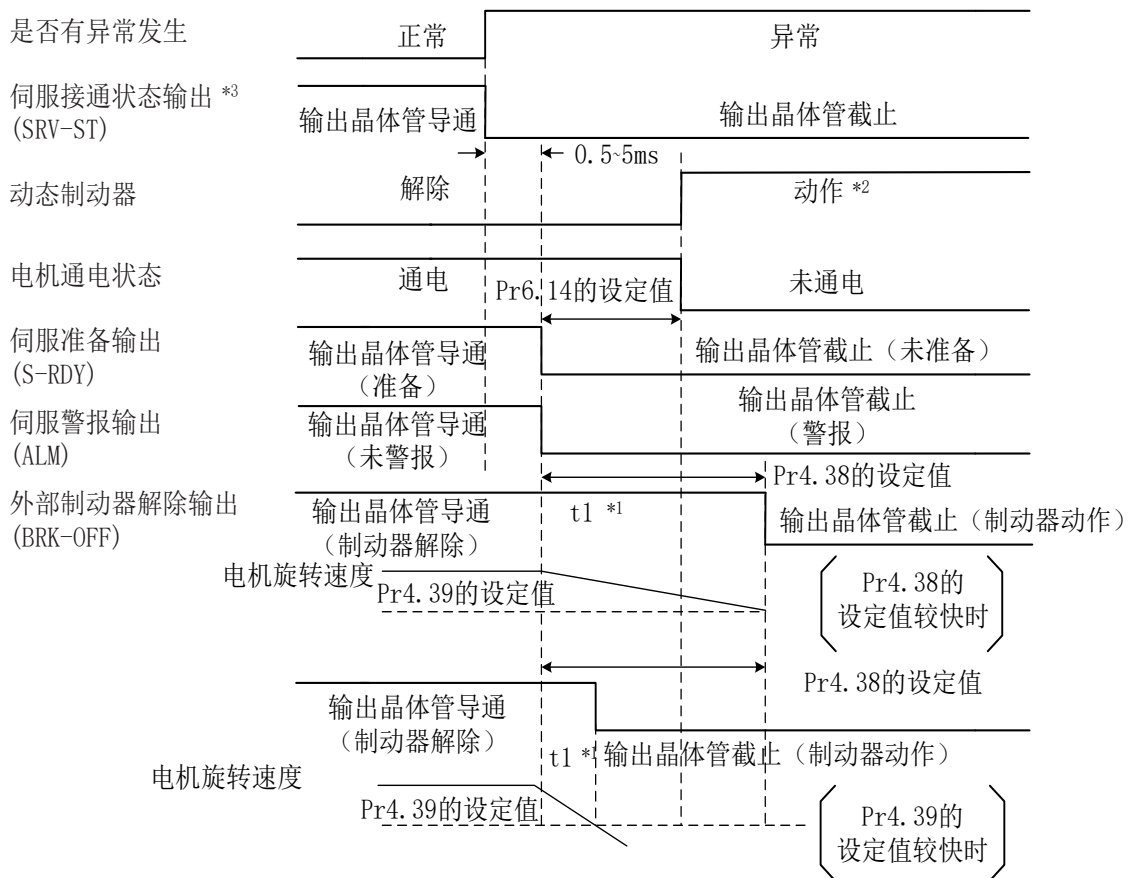 是否有异常发生
正常
异常
伺服接通状态输出 *3
(SRV-ST)
输出晶体管导通
输出晶体管截止
0.5~5ms
动态制动器
解除
动作 *2
电机通电状态
通电
Pr6.14的设定值
未通电
伺服准备输出
(S-RDY)
输出晶体管导通
（准备）
输出晶体管截止（未准备）
伺服警报输出
(ALM)
输出晶体管导通
（未警报）
输出晶体管截止
（警报）
Pr4.38的设定值
外部制动器解除输出
(BRK-OFF)
输出晶体管导通
（制动器解除）
t1 *1
输出晶体管截止（制动器动作）
电机旋转速度
Pr4.39的设定值
Pr4.38的
设定值较快时
Pr4.38的设定值
输出晶体管导通
（制动器解除）
t1 *1
输出晶体管截止（制动器动作）
电机旋转速度
Pr4.39的设定值
Pr4.39的
设定值较快时